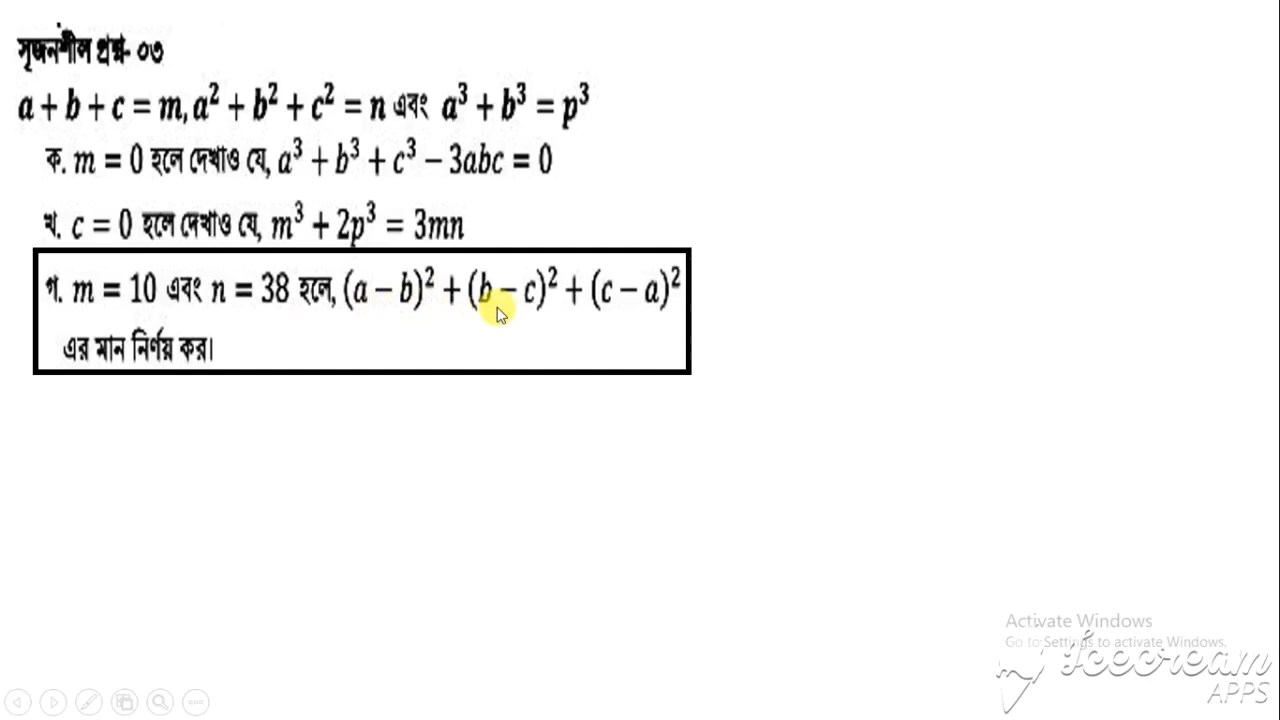 সৃজনশীল প্রশ্ন- ০৩
a + b + c = m, a² + b² + c² = n এবং a³ + b³ = p³
ক. m = 0 হলে দেখাও যে, a³ + b³ + c³ − 3abc = 0
খ. c = 0 হলে দেখাও যে, m³ + 2p³ = 3mn
গ. m = 10 এবং n = 38 হলে, (a − b)² + (b − c)² + (c − a)²
এর মান নির্ণয় কর।
Activate Windows
Go to Settings to activate Windows.
Icecream
APPS